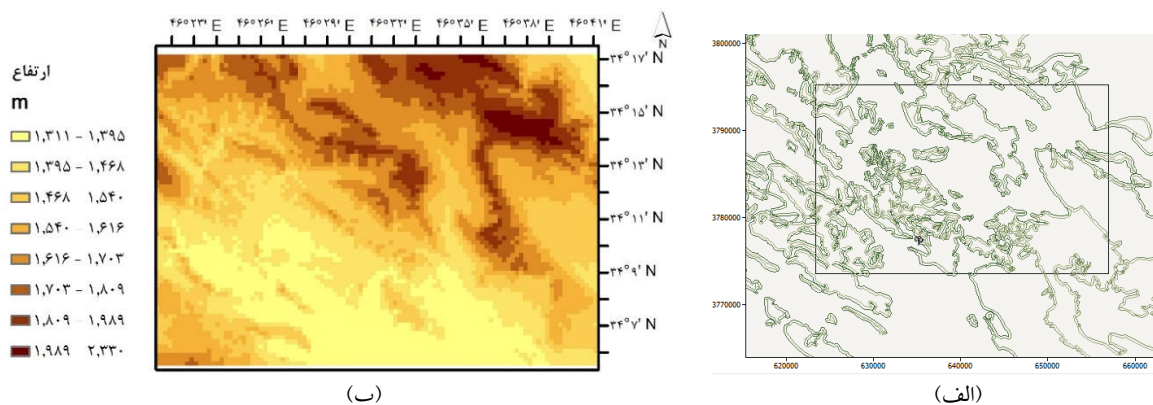 ۴۶°۲۳' E ۴۶°۲۶' E ۴۶°۲۹' E ۴۶°۳۲' E ۴۶°۳۵' E ۴۶°۳۸' E ۴۶°۴۱' E
N
ارتفاع
m
۱,۳۱۱ - ۱,۳۹۵
۱,۳۹۵ - ۱,۴۶۸
۱,۴۶۸ ۱,۵۴۰
۱,۵۴۰ - ۱,۶۱۶
۱,۶۱۶ - ۱,۷۰۳
۱,۷۰۳ - ۱,۸۰۹
۱,۸۰۹ - ۱,۹۸۹
۱,۹۸۹ ۲,۳۳۰
۳۴°۱۷' N
۳۴°۱۵' N
۳۴°۱۳' N
۳۴°۱۱' N
۳۴°۹' N
۳۴°۷' N
(ب)
3800000
3790000
3780000
3770000
620000 630000 640000 650000 660000
(الف)